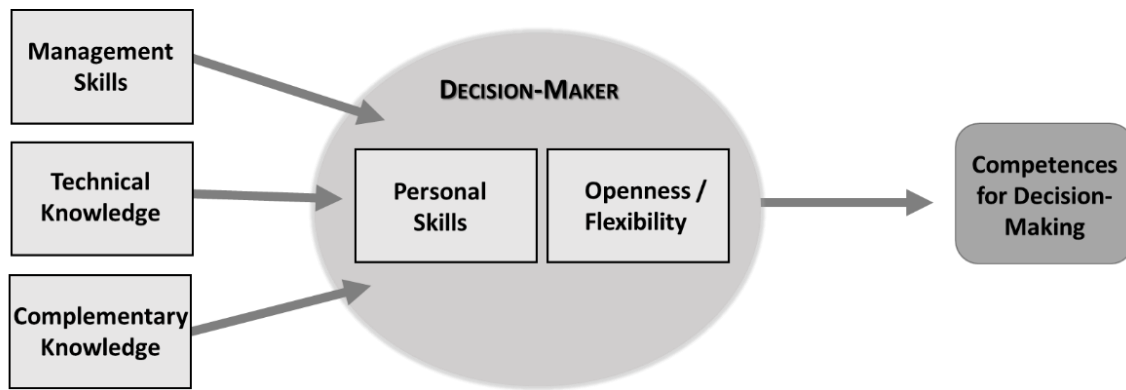 Management
Skills
DECISION-MAKER
Technical
Knowledge
Personal
Skills
Openness /
Flexibility
Competences
for Decision-
Making
Complementary
Knowledge